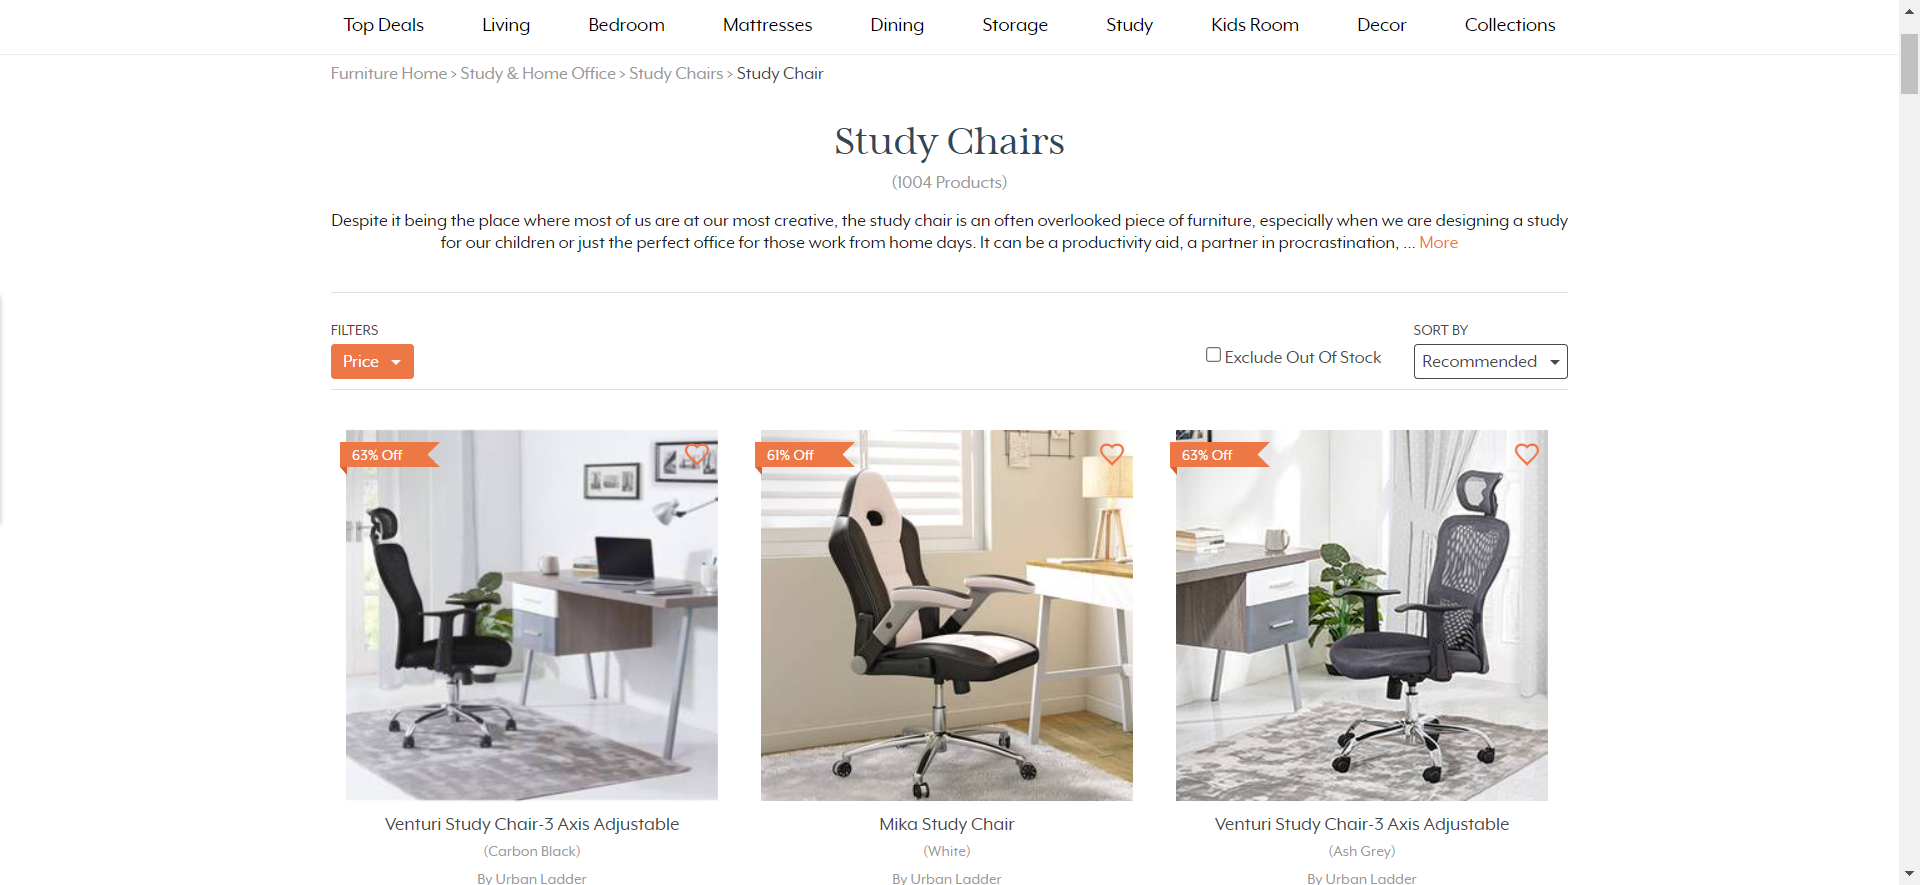 Top Deals Living Bedroom Mattresses Dining Storage Study Kids Room Decor Collections
Furniture Home > Study & Home Office > Study Chairs > Study Chair
Study Chairs
(1004 Products)
Despite it being the place where most of us are at our most creative, the study chair is an often overlooked piece of furniture, especially when we are designing a study
for our children or just the perfect office for those work from home days. It can be a productivity aid, a partner in procrastination, ... More
FILTERS
Price
Exclude Out Of Stock
SORT BY
Recommended
63% Off
61% Off
63% Off
Venturi Study Chair-3 Axis Adjustable
(Carbon Black)
By Urban Ladder
Mika Study Chair
(White)
By Urban Ladder
Venturi Study Chair-3 Axis Adjustable
(Ash Grey)
By Urban Ladder